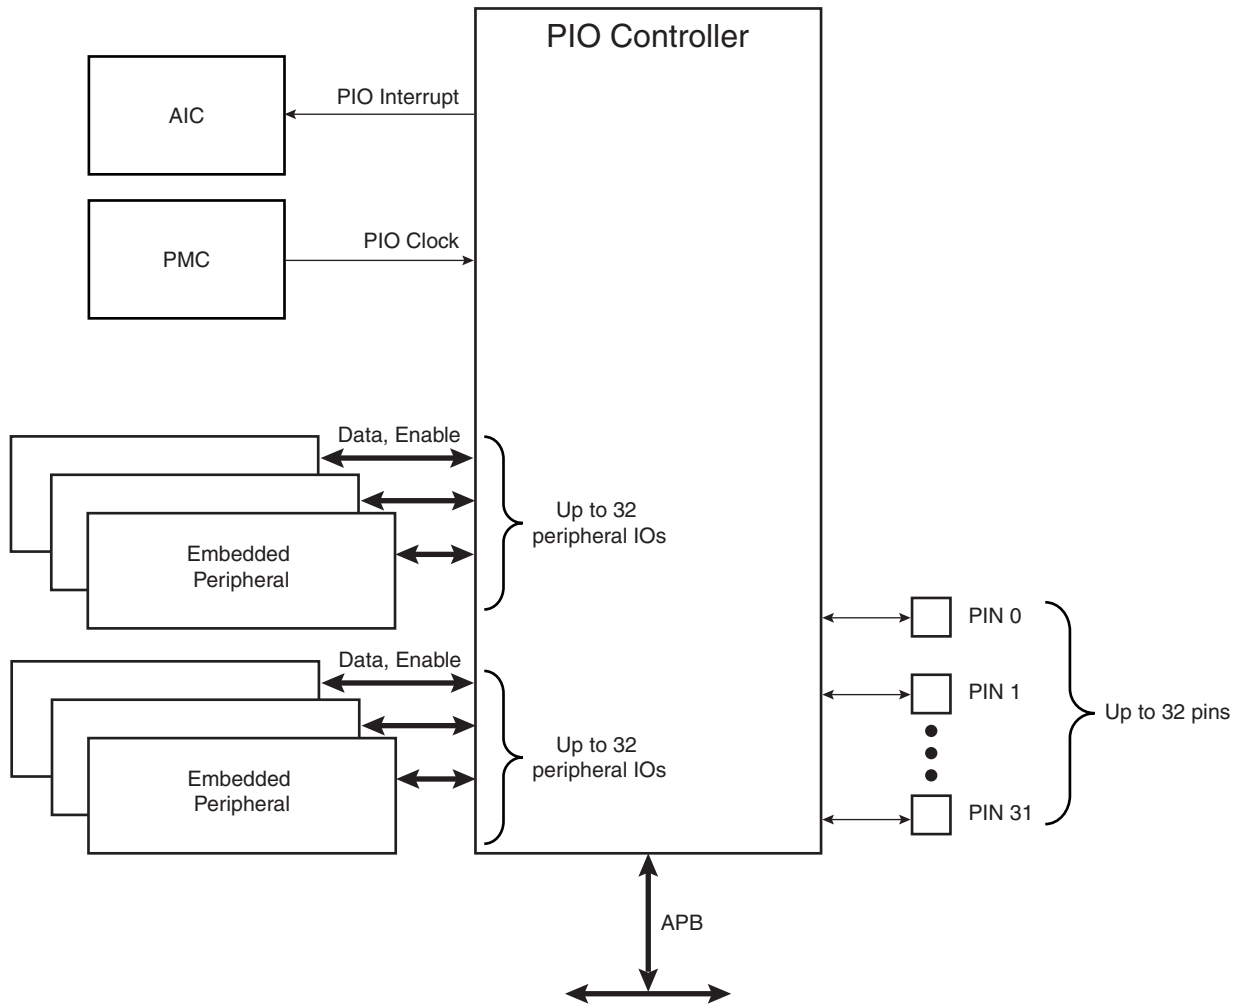 PIO Controller
PIO Interrupt
AIC
PIO Clock
PMC
Data, Enable
Up to 32
peripheral IOs
Embedded
Peripheral
PIN 0
Data, Enable
PIN 1
Up to 32 pins
Up to 32
peripheral IOs
Embedded
Peripheral
PIN 31
APB